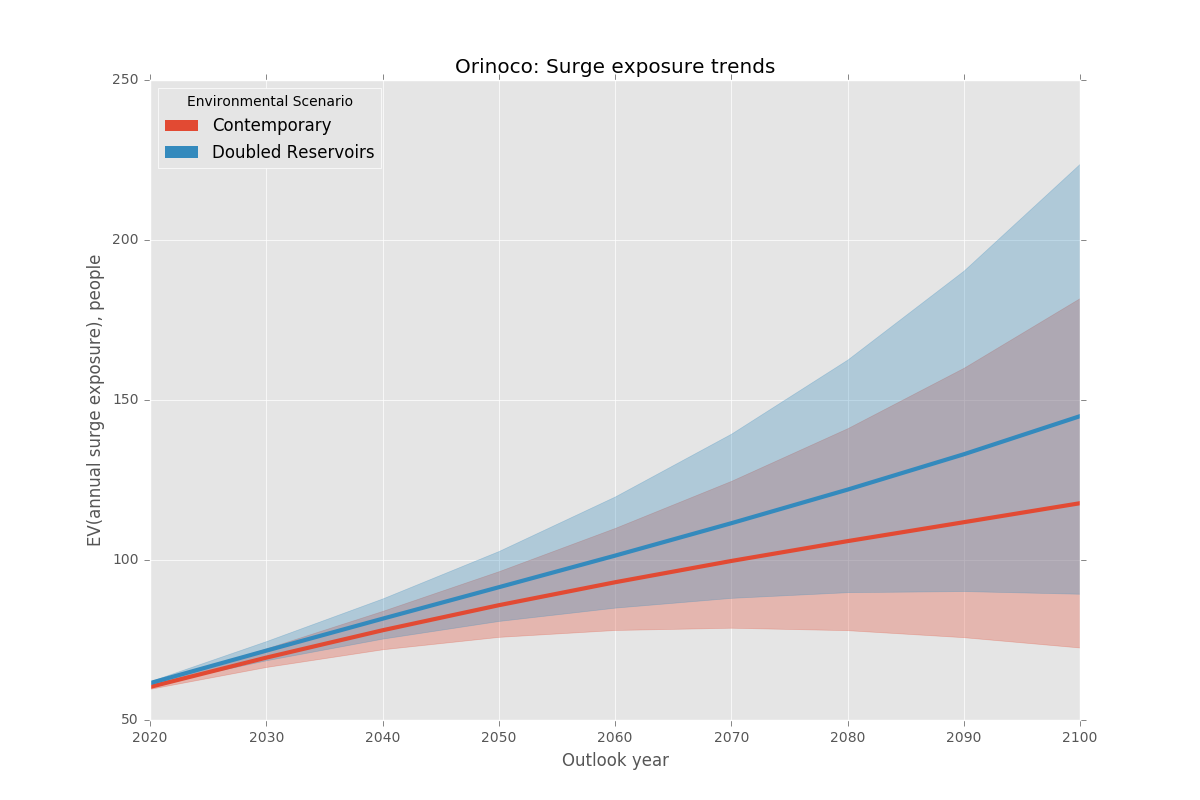 Orinoco: Surge exposure trends
250
200
150
100
50
EV(annual surge exposure), people
Environmental Scenario
Contemporary
Doubled Reservoirs
2020 2030 2040 2050 2060 2070 2080 2090 2100
Outlook year